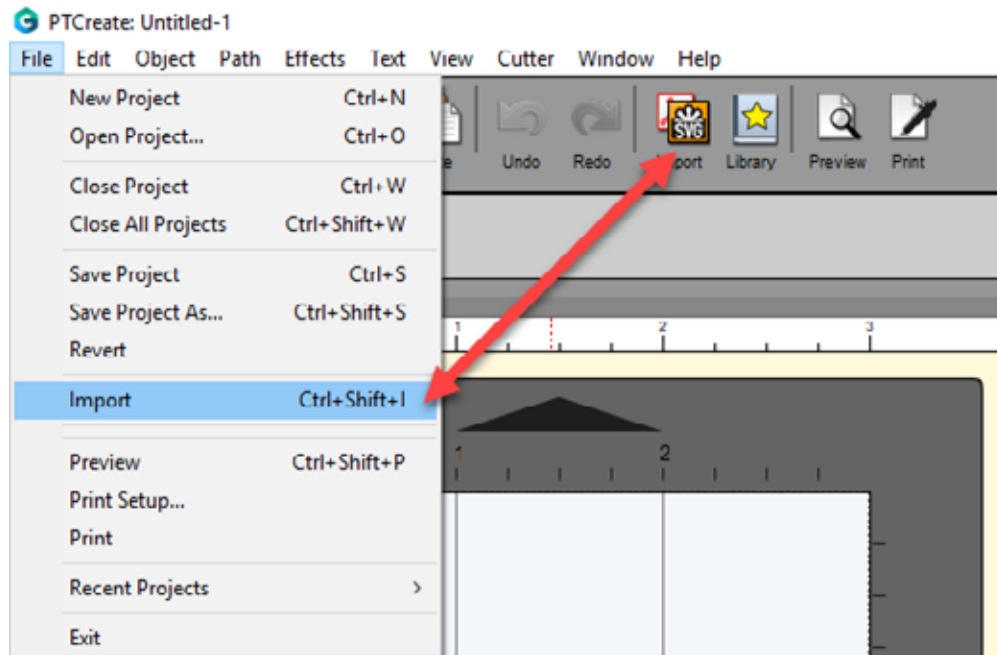 PTCreate: Untitled-1
File Edit Object Path Effects Text View Cutter Window Help
New Project Ctrl+N
Open Project... Ctrl+O
Close Project Ctrl+W
Close All Projects Ctrl+Shift+W
Save Project Ctrl+S
Save Project As... Ctrl+Shift+S
Revert
Import Ctrl+Shift+I
Preview Ctrl+Shift+P
Print Setup...
Print
Recent Projects >
Exit
SVG
Undo Redo Library Preview Print
1 2 3
1 2